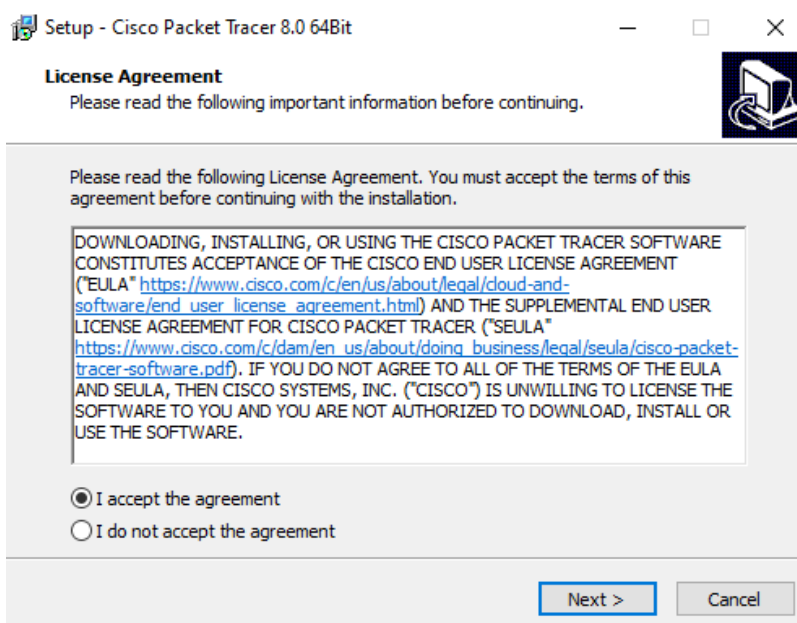 Setup - Cisco Packet Tracer 8.0 64Bit
License Agreement
Please read the following important information before continuing.
Please read the following License Agreement. You must accept the terms of this
agreement before continuing with the installation.
DOWNLOADING, INSTALLING, OR USING THE CISCO PACKET TRACER SOFTWARE
CONSTITUTES ACCEPTANCE OF THE CISCO END USER LICENSE AGREEMENT
("EULA" https://www.cisco.com/c/en/us/about/legal/cloud-and-
software/end_user_license_agreement.html) AND THE SUPPLEMENTAL END USER
LICENSE AGREEMENT FOR CISCO PACKET TRACER ("SEULA"
https://www.cisco.com/c/dam/en_us/about/doing_business/legal/seula/cisco-packet-
tracer-software.pdf). IF YOU DO NOT AGREE TO ALL OF THE TERMS OF THE EULA
AND SEULA, THEN CISCO SYSTEMS, INC. ("CISCO") IS UNWILLING TO LICENSE THE
SOFTWARE TO YOU AND YOU ARE NOT AUTHORIZED TO DOWNLOAD, INSTALL OR
USE THE SOFTWARE.
I accept the agreement
I do not accept the agreement
Next >
Cancel